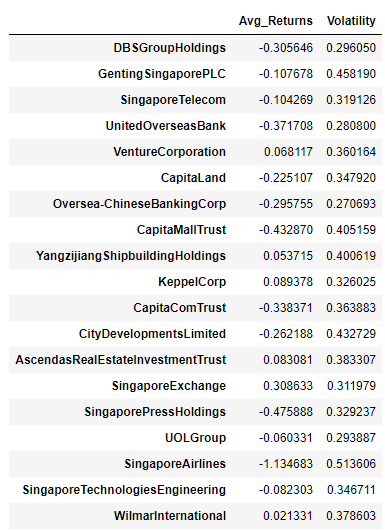 Avg_Returns Volatility
DBSGroupHoldings -0.305646 0.296050
GentingSingaporePLC -0.107678 0.458190
SingaporeTelecom -0.104269 0.319126
UnitedOverseasBank -0.371708 0.280800
VentureCorporation 0.068117 0.360164
CapitaLand -0.225107 0.347920
Oversea-ChineseBankingCorp -0.295755 0.270693
CapitaMallTrust -0.432870 0.405159
YangzijiangShipbuildingHoldings 0.053715 0.400619
KeppelCorp 0.089378 0.326025
CapitaComTrust -0.338371 0.363883
CityDevelopmentsLimited -0.262188 0.432729
AscendasRealEstateInvestmentTrust 0.083081 0.383307
SingaporeExchange 0.308633 0.311979
SingaporePressHoldings -0.475888 0.329237
UOLGroup -0.060331 0.293887
SingaporeAirlines -1.134683 0.513606
SingaporeTechnologiesEngineering -0.082303 0.346711
WilmarInternational 0.021331 0.378603